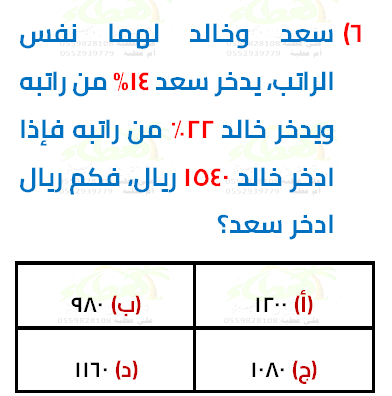 ٦) سعد وخالد لهما نفس
الراتب، يدخر سعد ١٤% من راتبه
ويدخر خالد ٢٢٪ من راتبه فإذا
ادخر خالد ١٥٤٠ ريال، فكم ريال
ادخر سعد؟
(أ) ١٢٠٠ (ب) ٩٨٠
(ج) ١٠٨٠ (د) ١١٦٠